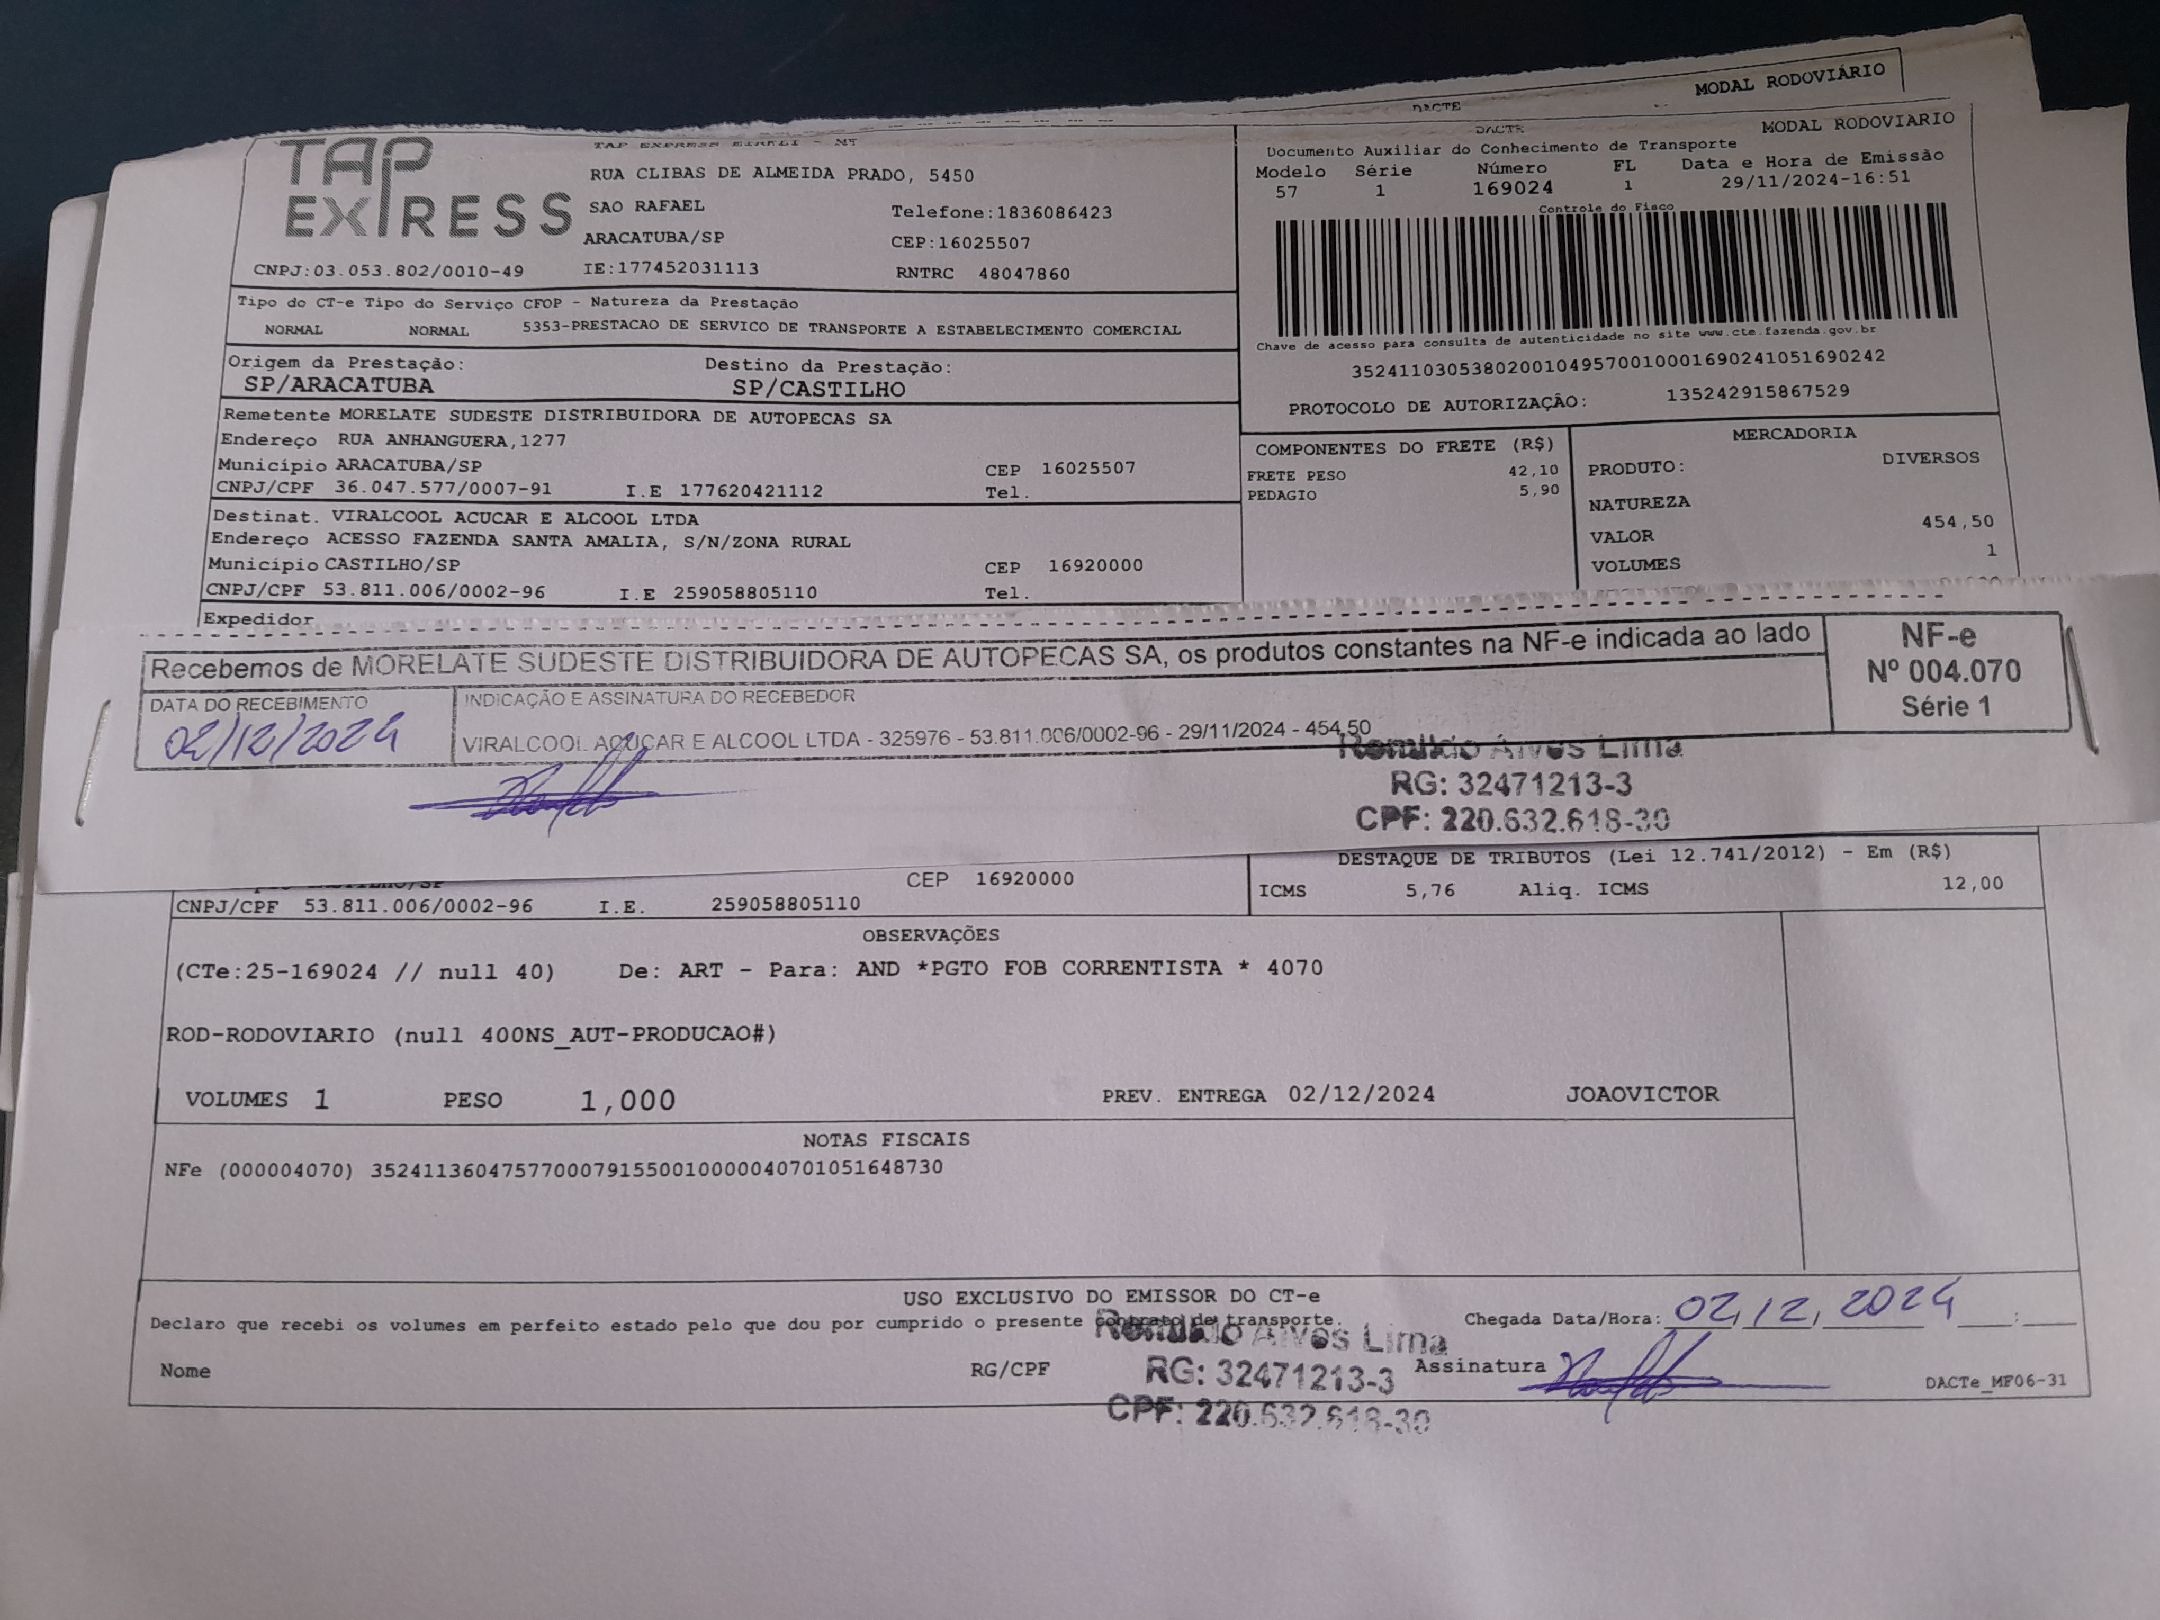 MODAL RODOVIÁRIO
DACTE
TAP EXPRESS
TAP EXPRESS EIRELI - MT
RUA CLIBAS DE ALMEIDA PRADO, 5450
SAO RAFAEL
Telefone:1836086423
ARACATUBA/SP
CEP:16025507
CNPJ:03.053.802/0010-49
IE:177452031113
RNTRC 48047860
DACTE
MODAL RODOVIARIO
Documento Auxiliar do Conhecimento de Transporte
Modelo Série Número FL Data e Hora de Emissão
57 1 169024 1 29/11/2024-16:51
Controle do Fisco
Chave de acesso para consulta de autenticidade no site www.cte.fazenda.gov.br
35241103053802001049570010001690241051690242
PROTOCOLO DE AUTORIZAÇÃO: 135242915867529
Tipo do CT-e Tipo do Serviço CFOP - Natureza da Prestação
NORMAL NORMAL 5353-PRESTACAO DE SERVICO DE TRANSPORTE A ESTABELECIMENTO COMERCIAL
Origem da Prestação: Destino da Prestação:
SP/ARACATUBA SP/CASTILHO
Remetente MORELATE SUDESTE DISTRIBUIDORA DE AUTOPECAS SA
Endereço RUA ANHANGUERA,1277
Município ARACATUBA/SP CEP 16025507
CNPJ/CPF 36.047.577/0007-91 I.E 177620421112 Tel.
Destinat. VIRALCOOL ACUCAR E ALCOOL LTDA
Endereço ACESSO FAZENDA SANTA AMALIA, S/N/ZONA RURAL
Município CASTILHO/SP CEP 16920000
CNPJ/CPF 53.811.006/0002-96 I.E 259058805110 Tel.
Expedidor
COMPONENTES DO FRETE (R$)
FRETE PESO 42,10
PEDAGIO 5,90
MERCADORIA
PRODUTO: DIVERSOS
NATUREZA
VALOR 454,50
VOLUMES 1
Recebemos de MORELATE SUDESTE DISTRIBUIDORA DE AUTOPECAS SA, os produtos constantes na NF-e indicada ao lado
NF-e
Nº 004.070
Série 1
DATA DO RECEBIMENTO
02/12/2024
INDICAÇÃO E ASSINATURA DO RECEBEDOR
VIRALCOOL AÇUCAR E ALCOOL LTDA - 325976 - 53.811.006/0002-96 - 29/11/2024 - 454,50
Romildo Alves Lima
RG: 32471213-3
CPF: 220.632.618-30
CASTILHO/SP CEP 16920000
CNPJ/CPF 53.811.006/0002-96 I.E. 259058805110
DESTAQUE DE TRIBUTOS (Lei 12.741/2012) - Em (R$)
ICMS 5,76 Aliq. ICMS 12,00
OBSERVAÇÕES
(CTe:25-169024 // null 40) De: ART - Para: AND *PGTO FOB CORRENTISTA * 4070
ROD-RODOVIARIO (null 400NS_AUT-PRODUCAO#)
VOLUMES 1 PESO 1,000 PREV. ENTREGA 02/12/2024 JOAOVICTOR
NOTAS FISCAIS
NFe (000004070) 35241136047577000791550010000040701051648730
USO EXCLUSIVO DO EMISSOR DO CT-e
Declaro que recebi os volumes em perfeito estado pelo que dou por cumprido o presente contrato de transporte.
Chegada Data/Hora: 02/12/2024 :
Romildo Alves Lima
RG: 32471213-3
CPF: 220.632.618-30
Nome RG/CPF Assinatura
DACTe_MF06-31